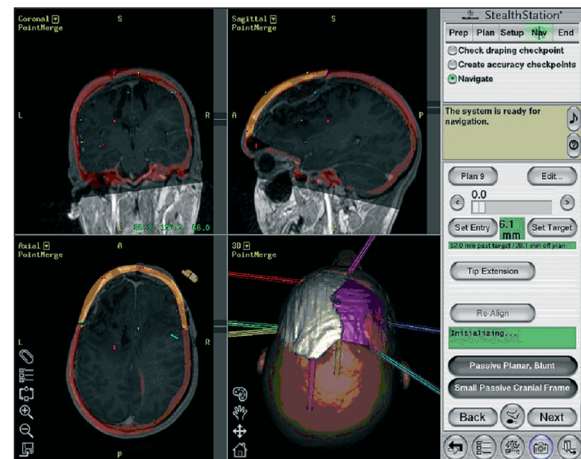 Coronal
PointMerge
S
L
R
Sagittal
PointMerge
S
A
P
Axial
PointMerge
A
L
R
P
3D
PointMerge
StealthStation®
Prep
Plan
Setup
Nav
End
Check draping checkpoint
Create accuracy checkpoints
Navigate
The system is ready for
navigation.
Plan 9
Edit...
0.0
<
>
Set Entry
6.1
mm
Set Target
Tip Extension
Re Align
Initializing...
Passive Planar, Blunt
Small Passive Cranial Frame
Back
Next